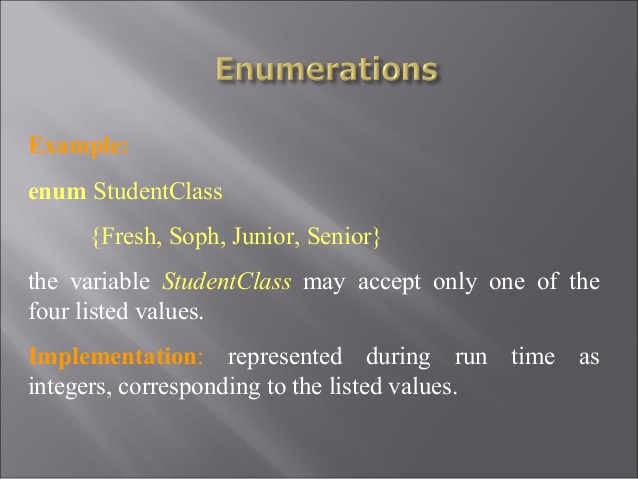 Enumerations
Example:
enum StudentClass
{Fresh, Soph, Junior, Senior}
the variable StudentClass may accept only one of the
four listed values.
Implementation: represented during run time as
integers, corresponding to the listed values.